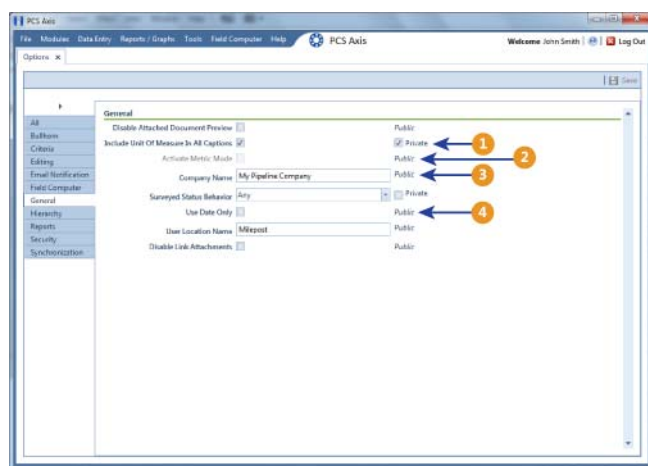 PCS Axis
File Modules Data Entry Reports / Graphs Tools Field Computer Help PCS Axis Welcome John Smith Log Out
Options x
Save
General
All
Bullhorn
Criteria
Editing
Email Notification
Field Computer
General
Hierarchy
Reports
Security
Synchronization
Disable Attached Document Preview Public
Include Unit Of Measure In All Captions Private 1
Activate Metric Mode Public 2
Company Name My Pipeline Company Public 3
Surveyed Status Behavior Any Private
Use Date Only Public 4
User Location Name Milepost Public
Disable Link Attachments Public